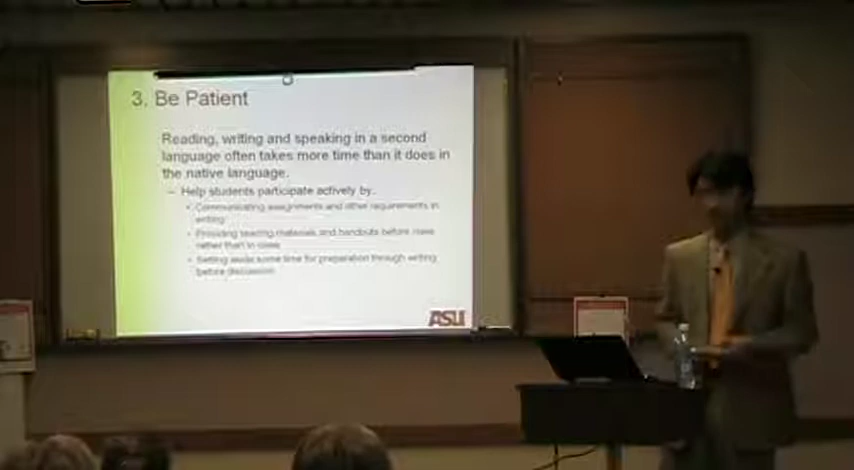 3. Be Patient
Reading, writing and speaking in a second
language often takes more time than it does in
the native language.
– Help students participate actively by:
• Communicating assignments and other requirements in
writing
• Providing reading materials and handouts before class
rather than in class
• Setting aside some time for preparation through writing
before discussion
ASU